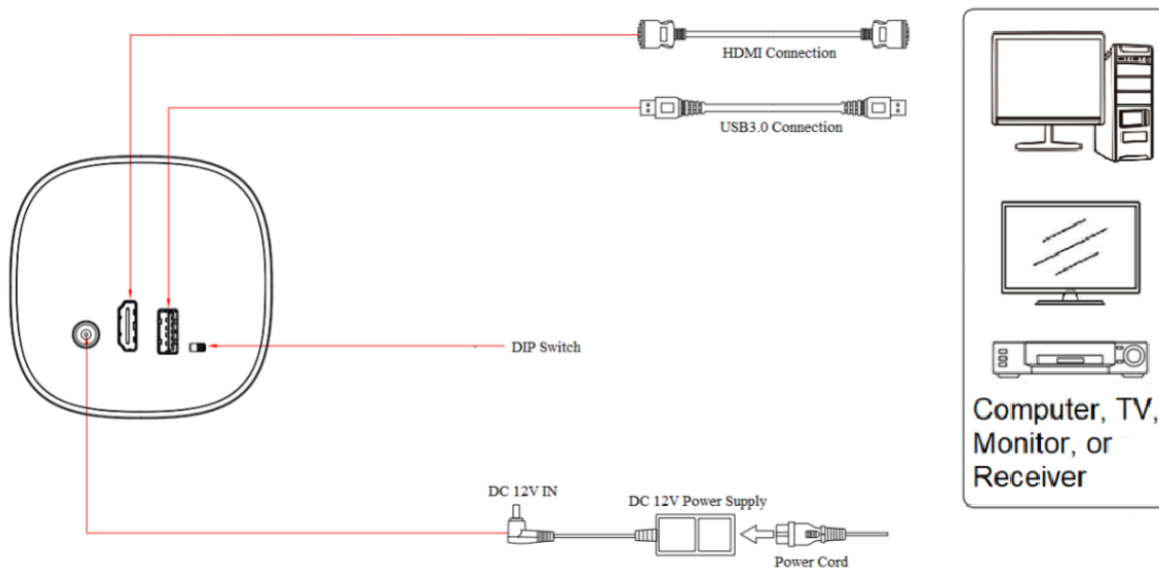 HDMI Connection
USB3.0 Connection
DIP Switch
DC 12V IN
DC 12V Power Supply
Power Cord
Computer, TV,
Monitor, or
Receiver